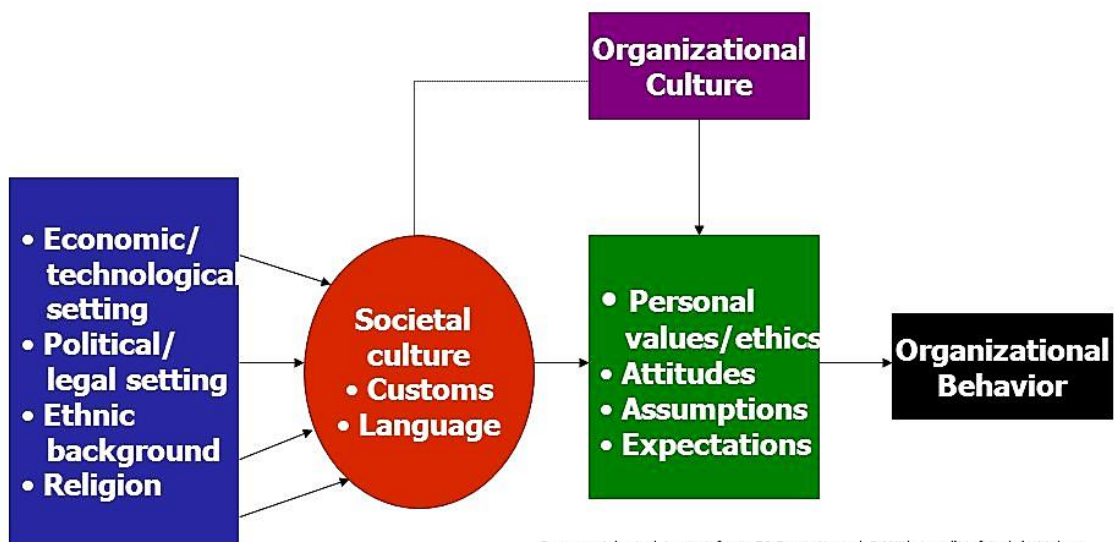 Organizational
Culture
• Economic/
technological
setting
• Political/
legal setting
• Ethnic
background
• Religion
Societal
culture
• Customs
• Language
• Personal
values/ethics
• Attitudes
• Assumptions
• Expectations
Organizational
Behavior